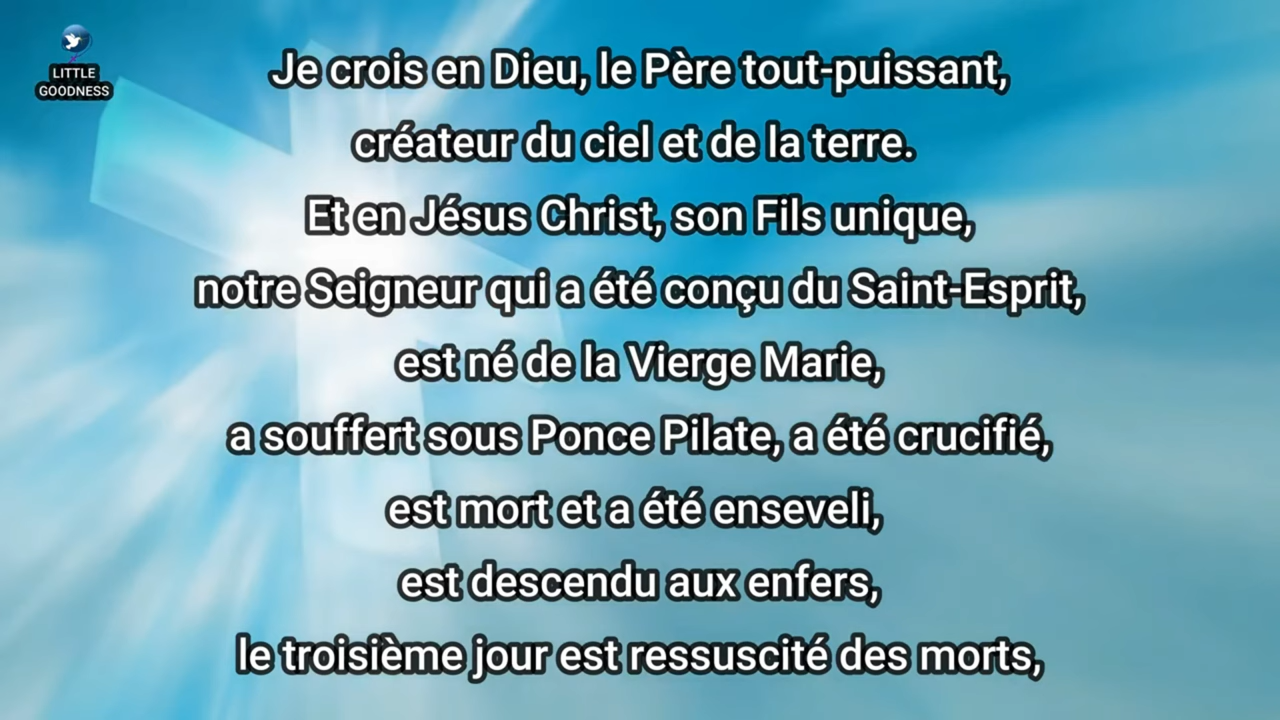 LITTLE
GOODNESS
Je crois en Dieu, le Père tout-puissant,
créateur du ciel et de la terre.
Et en Jésus Christ, son Fils unique,
notre Seigneur qui a été conçu du Saint-Esprit,
est né de la Vierge Marie,
a souffert sous Ponce Pilate, a été crucifié,
est mort et a été enseveli,
est descendu aux enfers,
le troisième jour est ressuscité des morts,